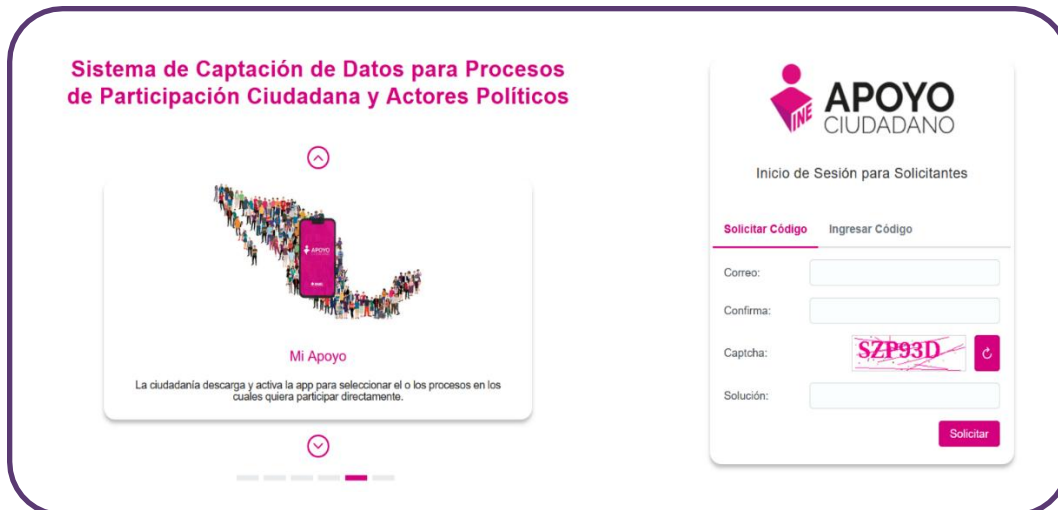 Sistema de Captación de Datos para Procesos
de Participación Ciudadana y Actores Políticos
APOYO
Mi Apoyo
La ciudadanía descarga y activa la app para seleccionar el o los procesos en los
cuales quiera participar directamente.
INE
APOYO
CIUDADANO
Inicio de Sesión para Solicitantes
Solicitar Código Ingresar Código
Correo:
Confirma:
Captcha: SZP93D
Solución:
Solicitar